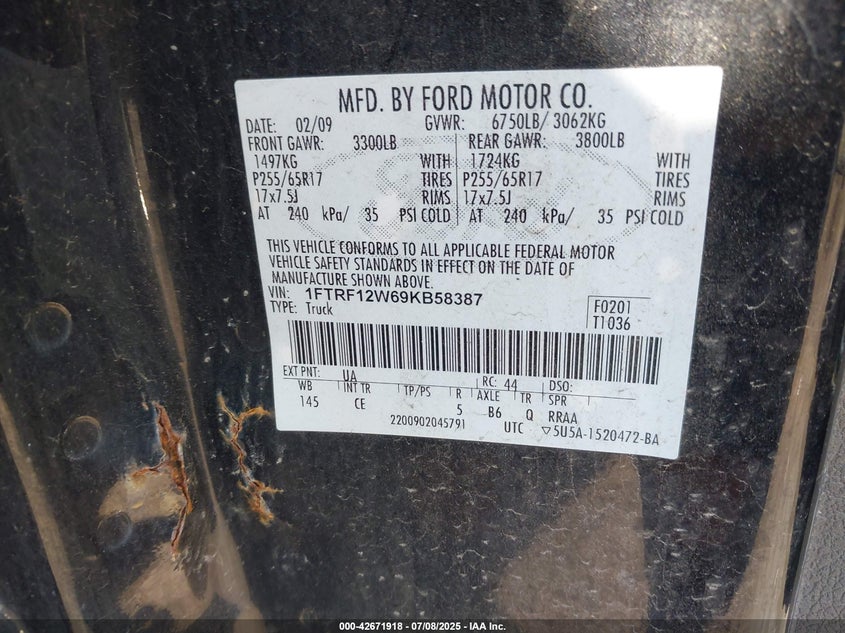 MFD. BY FORD MOTOR CO.
DATE: 02/09 GVWR: 6750LB/ 3062KG
FRONT GAWR: 3300LB REAR GAWR: 3800LB
1497KG WITH 1724KG WITH
P255/65R17 TIRES P255/65R17 TIRES
17x7.5J RIMS 17x7.5J RIMS
AT 240 kPa/ 35 PSI COLD AT 240 kPa/ 35 PSI COLD
THIS VEHICLE CONFORMS TO ALL APPLICABLE FEDERAL MOTOR
VEHICLE SAFETY STANDARDS IN EFFECT ON THE DATE OF
MANUFACTURE SHOWN ABOVE.
VIN: 1FTRF12W69KB58387 F0201
TYPE: Truck T1036
EXT PNT: UA RC: 44 DSO:
WB INT TR TP/PS R AXLE TR SPR
145 CE 5 B6 Q RRAA
2200902045791 UTC ▽5U5A-1520472-BA
000-42671918 - 07/08/2025 - IAA Inc.